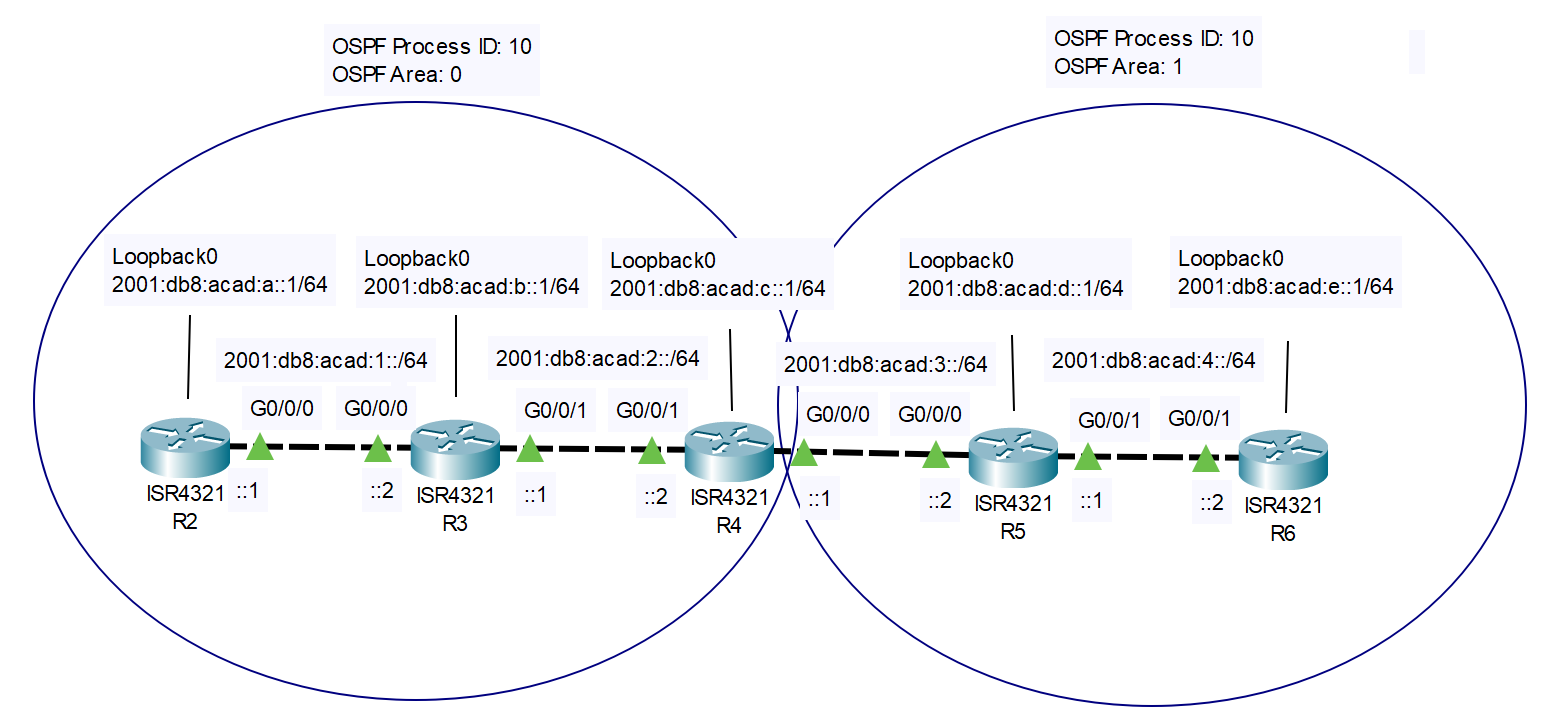 OSPF Process ID: 10
OSPF Area: 0
OSPF Process ID: 10
OSPF Area: 1
Loopback0
2001:db8:acad:a::1/64
Loopback0
2001:db8:acad:b::1/64
Loopback0
2001:db8:acad:c::1/64
Loopback0
2001:db8:acad:d::1/64
Loopback0
2001:db8:acad:e::1/64
2001:db8:acad:1::/64
2001:db8:acad:2::/64
2001:db8:acad:3::/64
2001:db8:acad:4::/64
G0/0/0
G0/0/0
G0/0/1
G0/0/1
G0/0/0
G0/0/0
G0/0/1
G0/0/1
::1
::2
::1
::2
::1
::2
::1
::2
ISR4321
R2
ISR4321
R3
ISR4321
R4
ISR4321
R5
ISR4321
R6